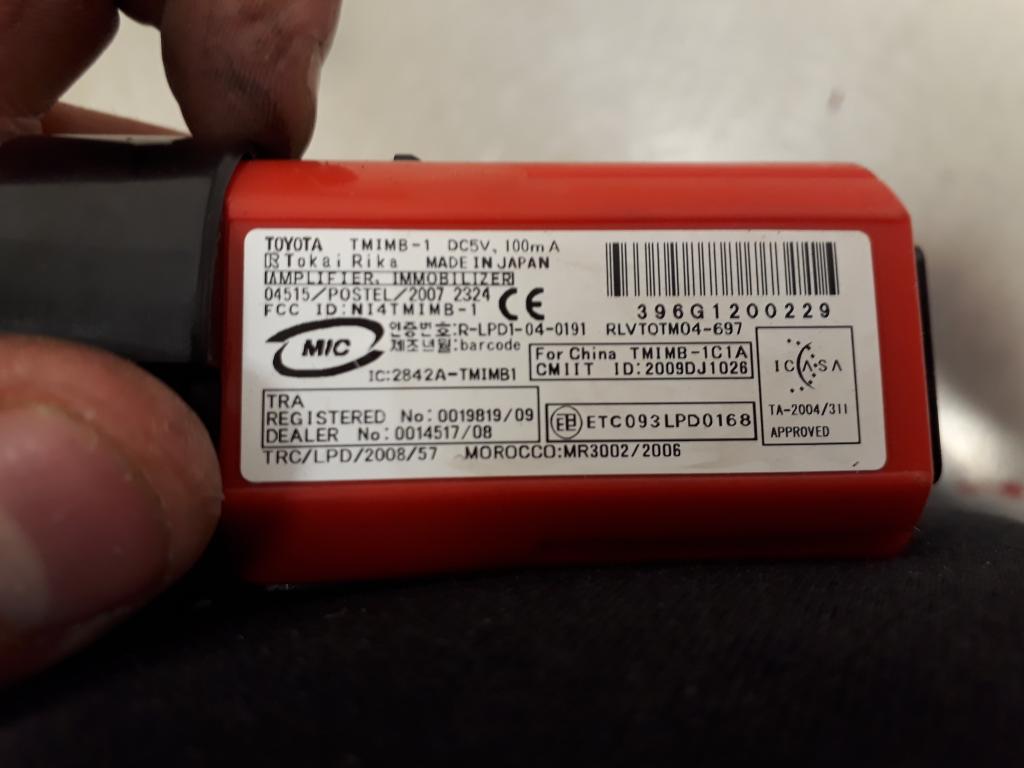 TOYOTA TMIMB-1 DC5V, 100mA
Tokai Rika MADE IN JAPAN
AMPLIFIER, IMMOBILIZER
04515/POSTEL/2007 2324 CE
FCC ID:NI4TMIMB-1
396G1200229
MIC
인증번호:R-LPD1-04-0191 RLVTOTM04-697
제조년월:barcode
IC:2842A-TMIMB1
For China TMIMB-1C1A
CMIIT ID:2009DJ1026
ICASA
TA-2004/311
APPROVED
TRA
REGISTERED No:0019819/09
DEALER No:0014517/08
ETC093LPD0168
TRC/LPD/2008/57 MOROCCO:MR3002/2006